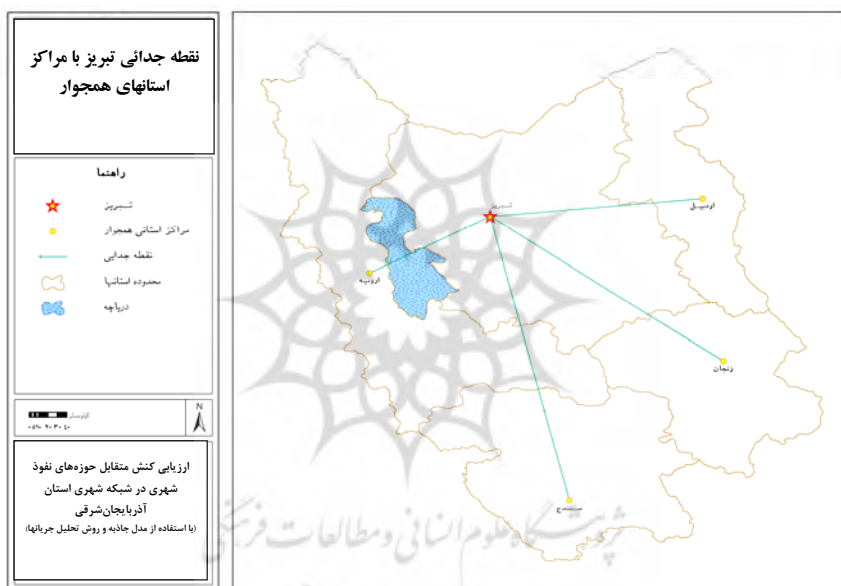 نقطه جدائی تبریز با مراکز
استانهای همجوار
راهنما
تبریز
مراکز استانی همجوار
نقطه جدایی
محدوده استانها
دریاچه
N
کیلومتر
ارزیابی کنش متقابل حوزه‌های نفوذ
شهری در شبکه شهری استان
آذربایجان‌شرقی
(با استفاده از مدل جاذبه و روش تحلیل جریانها)
تبریز
اردبیل
ارومیه
زنجان
سنندج
پژوهشگاه علوم انسانی و مطالعات فرهنگی